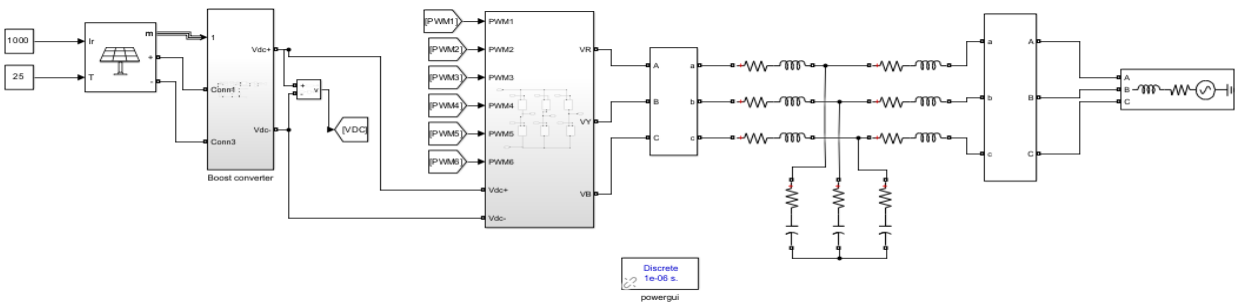 1000
25
Ir
T
m
+
-
1
Conn1
Conn3
Vdc+
Vdc-
Boost converter
+
-
v
[VDC]
[PWM1]
[PWM2]
[PWM3]
[PWM4]
[PWM5]
[PWM6]
PWM1
PWM2
PWM3
PWM4
PWM5
PWM6
Vdc+
Vdc-
VR
VY
VB
A
B
C
a
b
c
+
+
+
+
+
+
+
+
+
a
b
c
A
B
C
A
B
C
Discrete
1e-06 s.
powergui